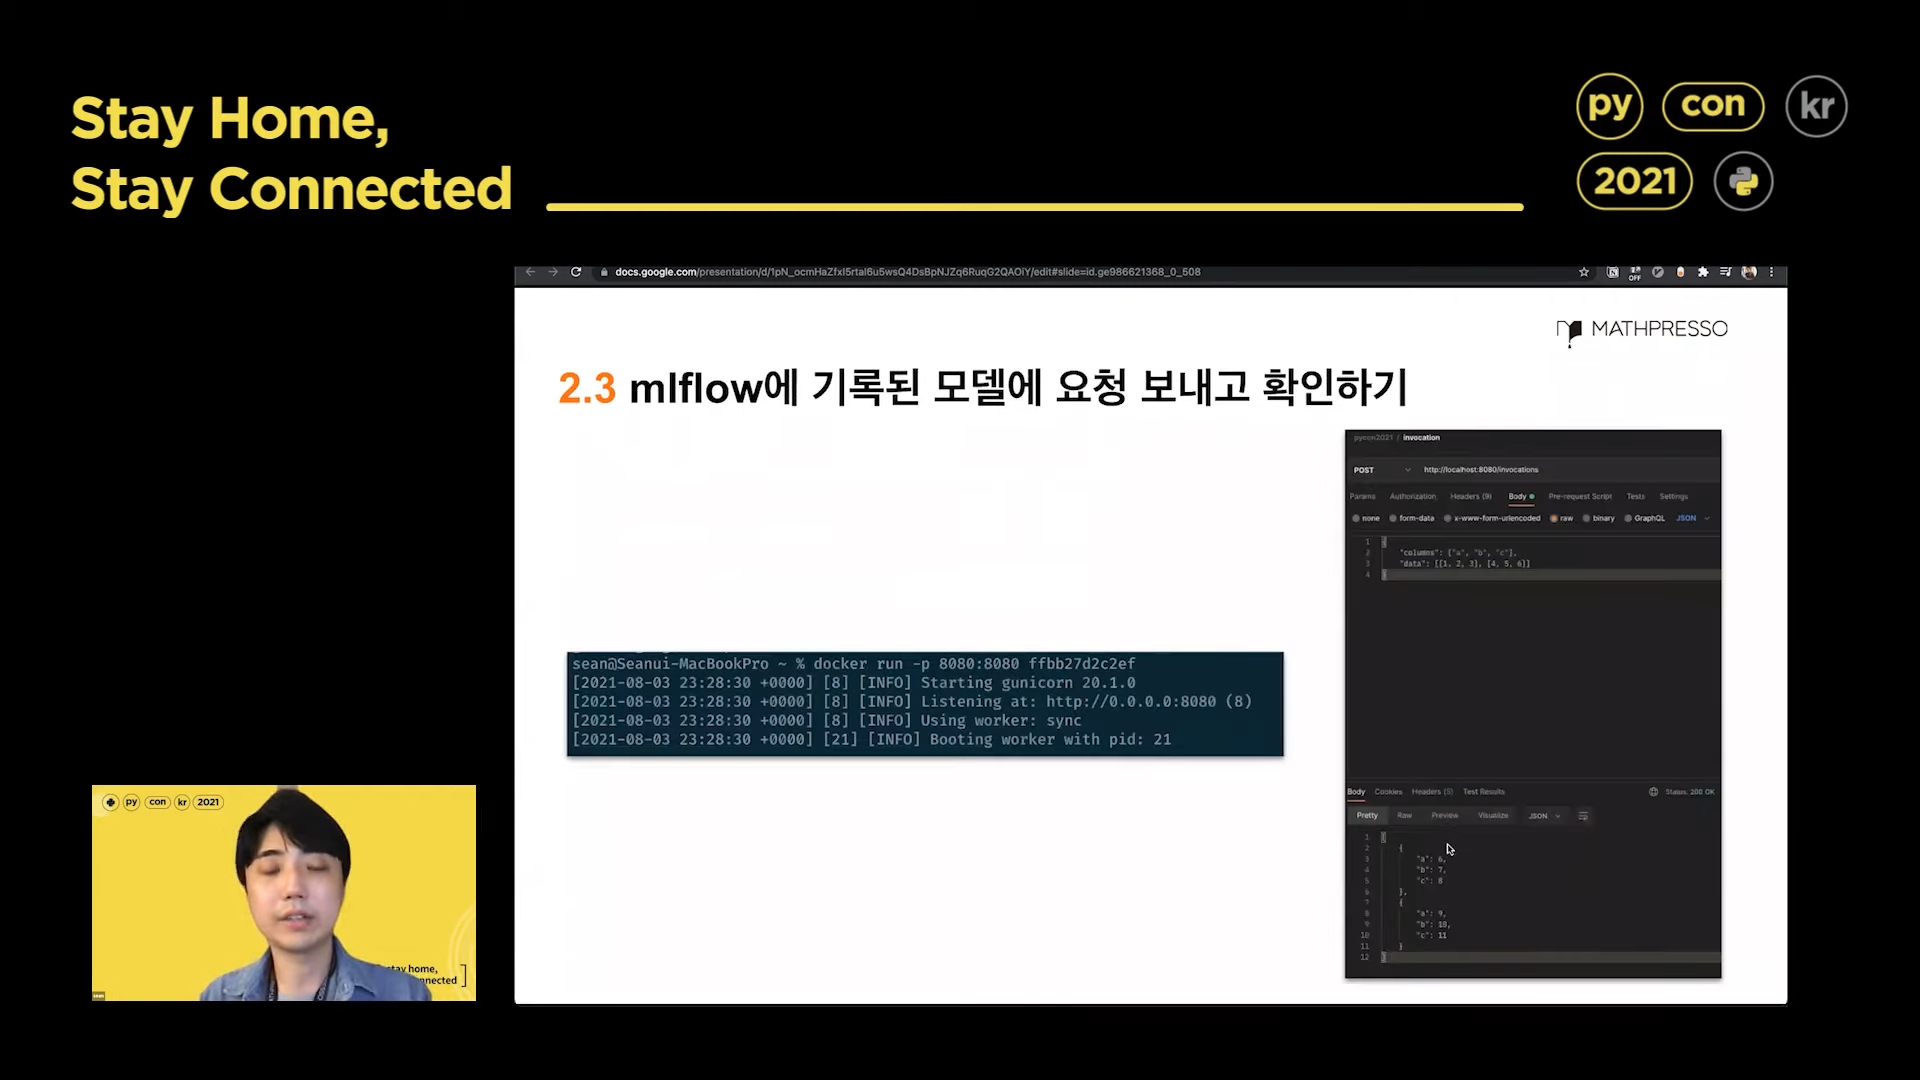 Stay Home,
Stay Connected
py con kr
2021
docs.google.com/presentation/d/1pN_ocmHaZfxI5rtal6u5wsQ4DsBpNJZq6RuqG2QAOiY/edit#slide=id.ge986621368_0_508
OFF
MATHPRESSO
2.3 mlflow에 기록된 모델에 요청 보내고 확인하기
pycon2021 / invocation
POST http://localhost:8080/invocations
Params Authorization Headers (9) Body Pre-request Script Tests Settings
none form-data x-www-form-urlencoded raw binary GraphQL JSON
1 {
2 "columns": ["a", "b", "c"],
3 "data": [[1, 2, 3], [4, 5, 6]]
4 }
sean@Seanui-MacBookPro ~ % docker run -p 8080:8080 ffbb27d2c2ef
[2021-08-03 23:28:30 +0000] [8] [INFO] Starting gunicorn 20.1.0
[2021-08-03 23:28:30 +0000] [8] [INFO] Listening at: http://0.0.0.0:8080 (8)
[2021-08-03 23:28:30 +0000] [8] [INFO] Using worker: sync
[2021-08-03 23:28:30 +0000] [21] [INFO] Booting worker with pid: 21
Body Cookies Headers (5) Test Results Status: 200 OK
Pretty Raw Preview Visualize JSON
1 [
2 {
3 "a": 6,
4 "b": 7,
5 "c": 8
6 },
7 {
8 "a": 9,
9 "b": 10,
10 "c": 11
11 }
12 ]
py con kr 2021
stay home,
nnected